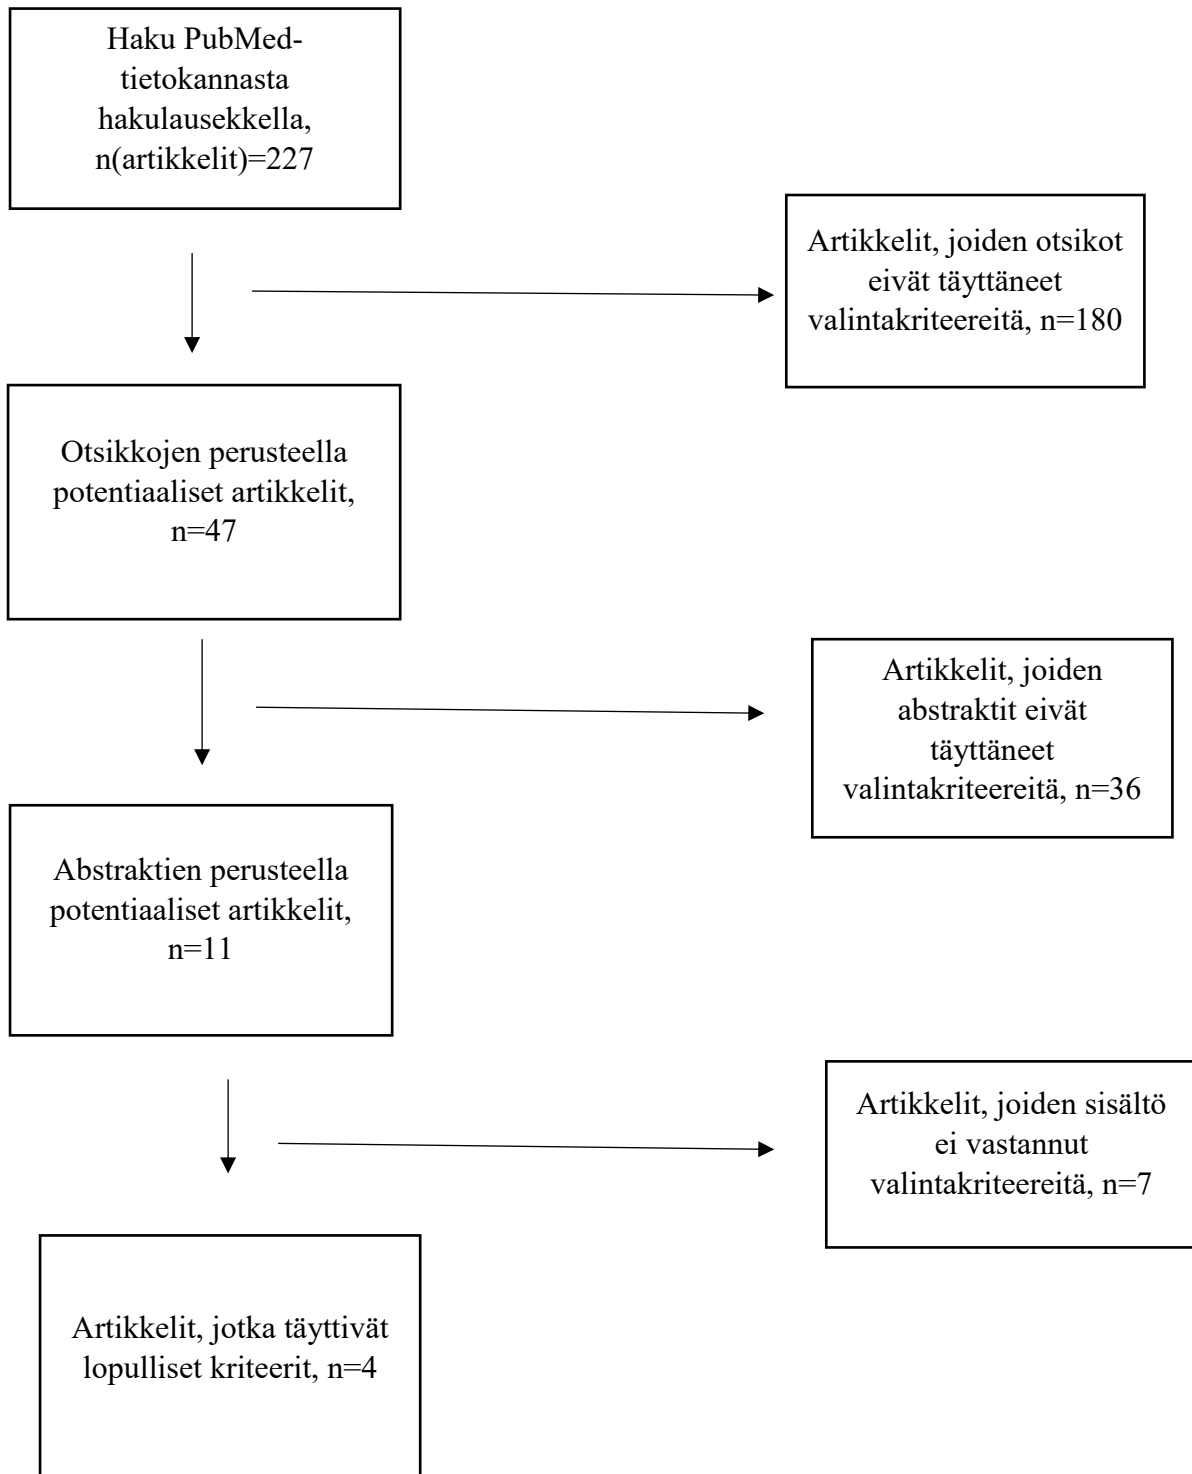 Haku PubMed-
tietokannasta
hakulausekkella,
n(artikkelit)=227
Artikkelit, joiden otsikot
eivät täyttäneet
valintakriteereitä, n=180
Otsikkojen perusteella
potentiaaliset artikkelit,
n=47
Artikkelit, joiden
abstraktit eivät
täyttäneet
valintakriteereitä, n=36
Abstraktien perusteella
potentiaaliset artikkelit,
n=11
Artikkelit, joiden sisältö
ei vastannut
valintakriteereitä, n=7
Artikkelit, jotka täyttivät
lopulliset kriteerit, n=4